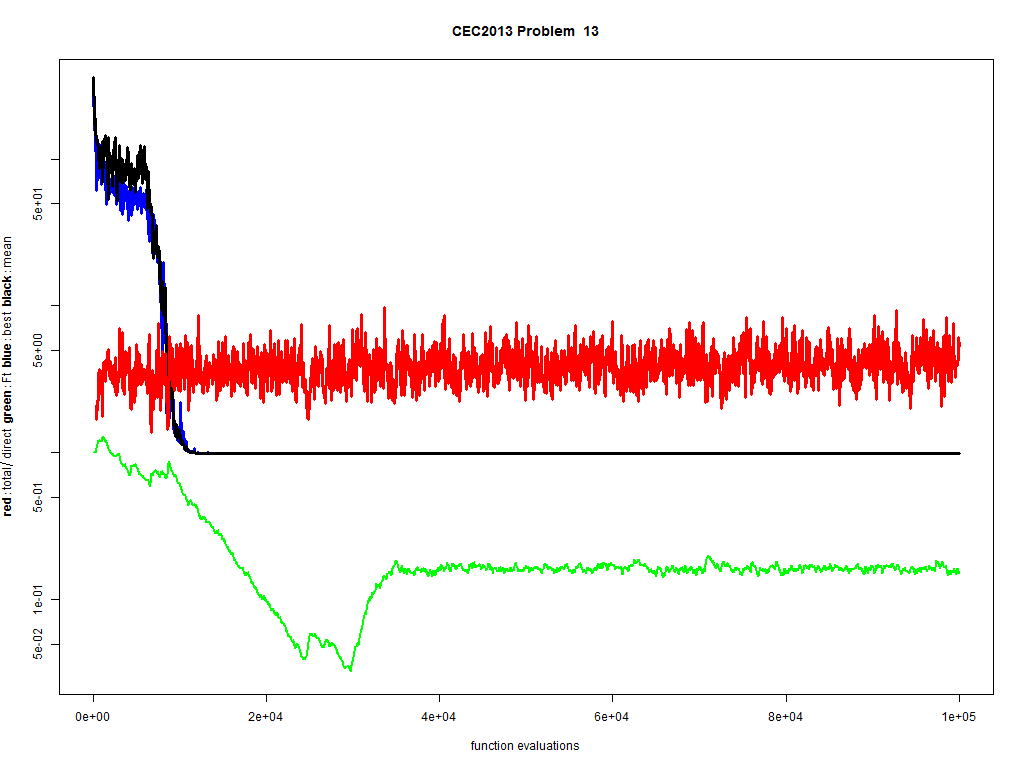 CEC2013 Problem 13
red : total/ direct green : Ft blue : best black : mean
5e+01
5e+00
5e-01
1e-01
5e-02
0e+00 2e+04 4e+04 6e+04 8e+04 1e+05
function evaluations